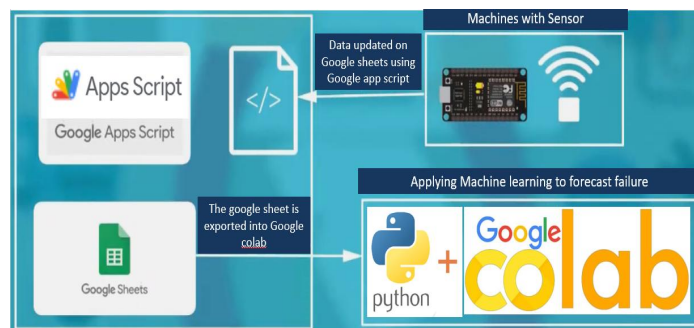 Machines with Sensor
Data updated on
Google sheets using
Google app script
Apps Script
Google Apps Script
</>
Applying Machine learning to forecast failure
The google sheet is
exported into Google
colab
Google Sheets
python
+
Google
colab